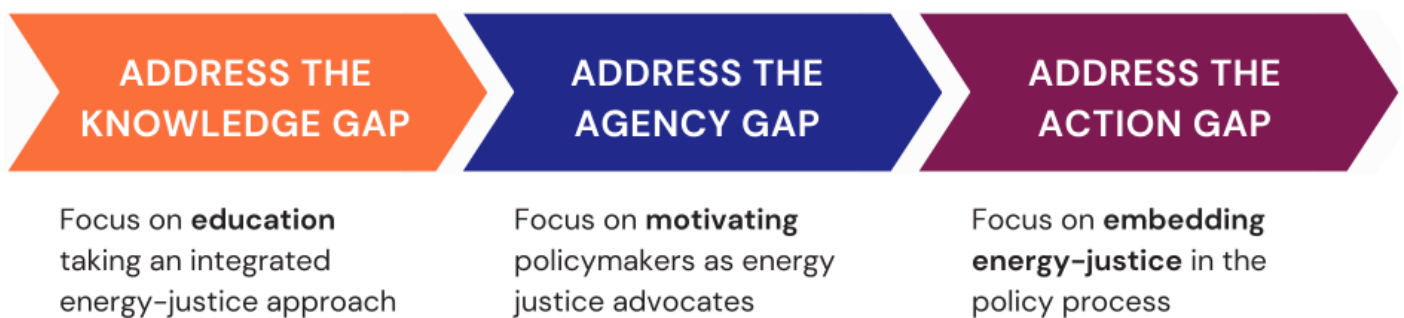 ADDRESS THE
KNOWLEDGE GAP
Focus on education
taking an integrated
energy-justice approach
ADDRESS THE
AGENCY GAP
Focus on motivating
policymakers as energy
justice advocates
ADDRESS THE
ACTION GAP
Focus on embedding
energy-justice in the
policy process